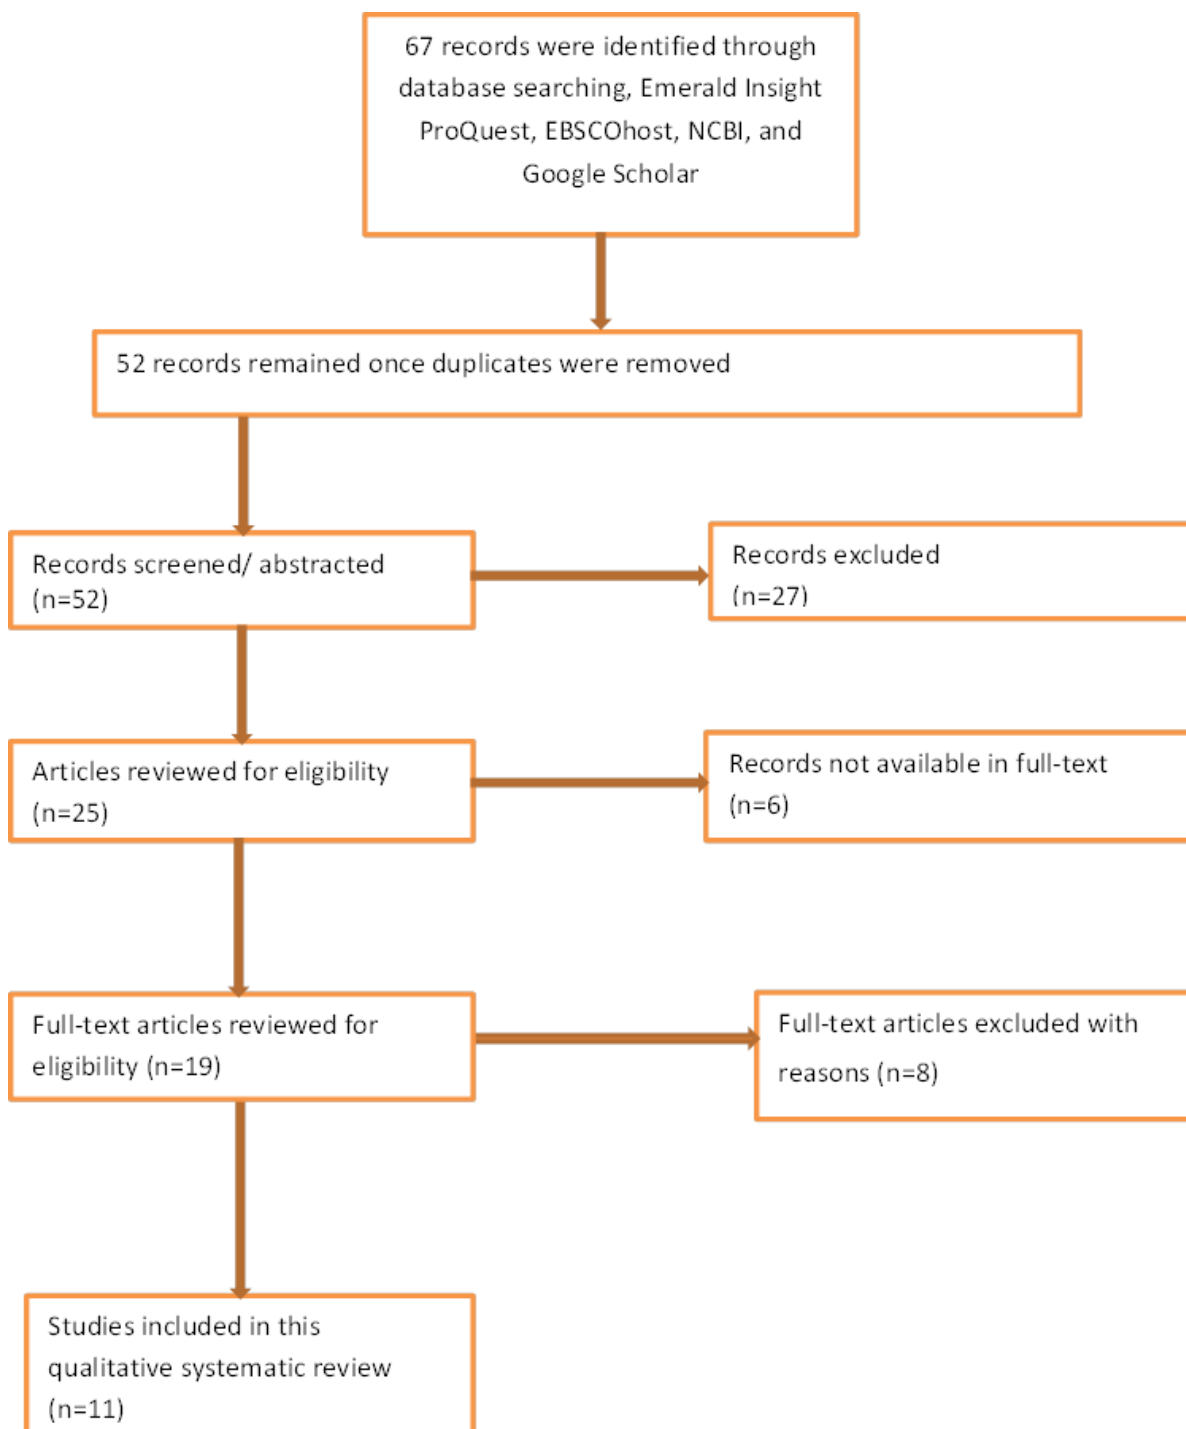 67 records were identified through
database searching, Emerald Insight
ProQuest, EBSCOhost, NCBI, and
Google Scholar
52 records remained once duplicates were removed
Records screened/ abstracted
(n=52)
Records excluded
(n=27)
Articles reviewed for eligibility
(n=25)
Records not available in full-text
(n=6)
Full-text articles reviewed for
eligibility (n=19)
Full-text articles excluded with
reasons (n=8)
Studies included in this
qualitative systematic review
(n=11)